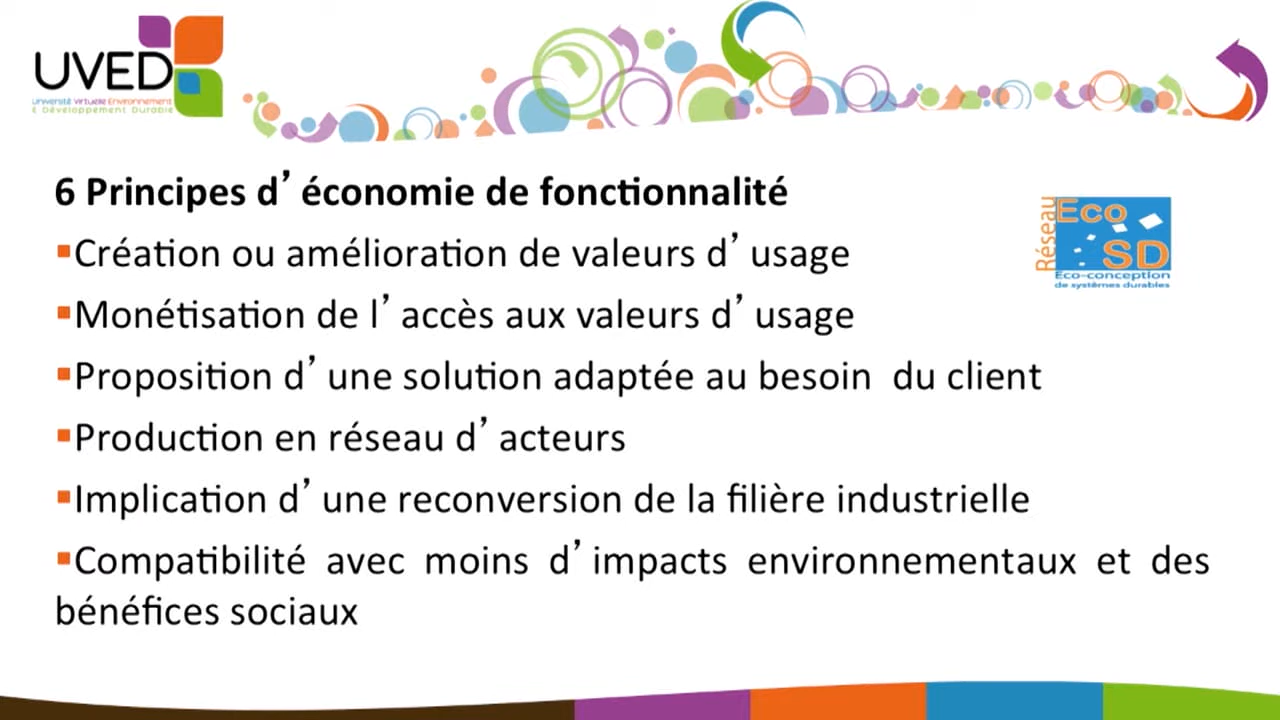 UVED
Université Virtuelle Environnement
& Développement Durable
6 Principes d’économie de fonctionnalité
Réseau
Eco
SD
Eco-conception
de systèmes durables
▪Création ou amélioration de valeurs d’usage
▪Monétisation de l’accès aux valeurs d’usage
▪Proposition d’une solution adaptée au besoin du client
▪Production en réseau d’acteurs
▪Implication d’une reconversion de la filière industrielle
▪Compatibilité avec moins d’impacts environnementaux et des
bénéfices sociaux